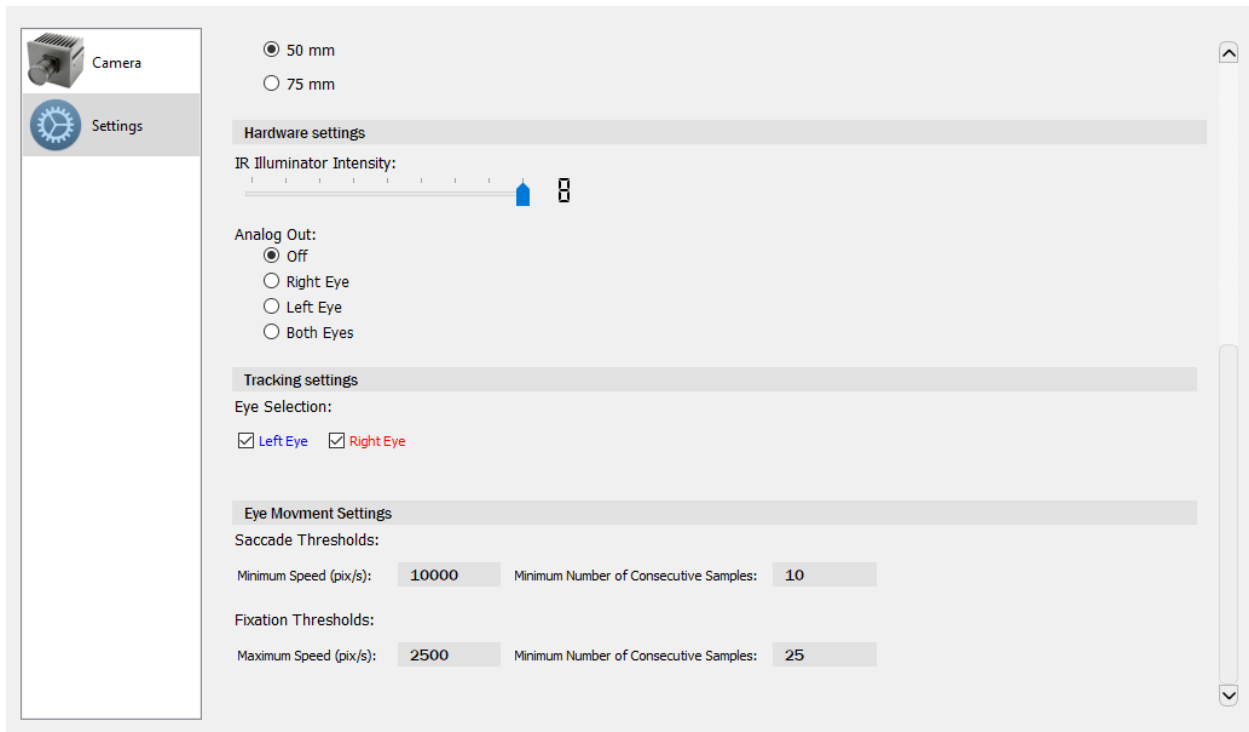 Camera
Settings
50 mm
75 mm
Hardware settings
IR Illuminator Intensity:
8
Analog Out:
Off
Right Eye
Left Eye
Both Eyes
Tracking settings
Eye Selection:
Left Eye Right Eye
Eye Movment Settings
Saccade Thresholds:
Minimum Speed (pix/s): 10000 Minimum Number of Consecutive Samples: 10
Fixation Thresholds:
Maximum Speed (pix/s): 2500 Minimum Number of Consecutive Samples: 25